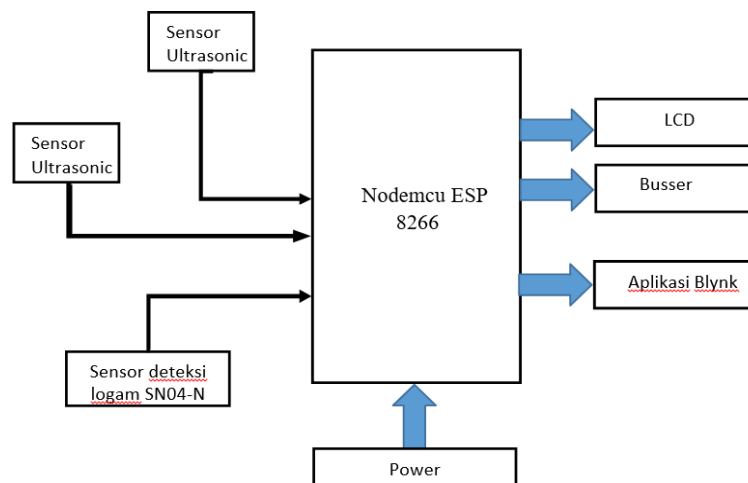 Sensor
Ultrasonic
Sensor
Ultrasonic
Sensor deteksi
logam SN04-N
Nodemcu ESP
8266
LCD
Busser
Aplikasi Blynk
Power